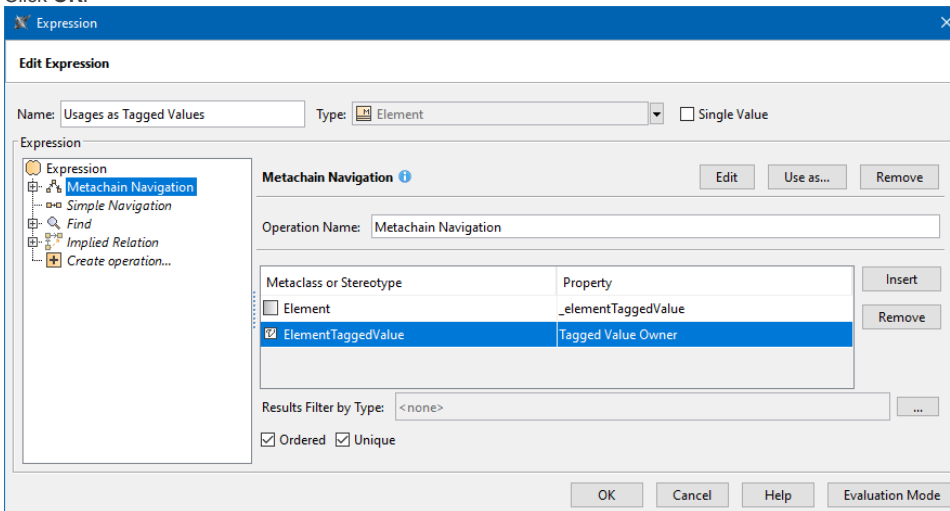 Click OK.
Expression
Edit Expression
Name: Usages as Tagged Values Type: Element Single Value
Expression
Expression
Metachain Navigation
Simple Navigation
Find
Implied Relation
Create operation...
Metachain Navigation Edit Use as... Remove
Operation Name: Metachain Navigation
Metaclass or Stereotype Property Insert
Element _elementTaggedValue
Remove
ElementTaggedValue Tagged Value Owner
Results Filter by Type: <none> ...
Ordered Unique
OK Cancel Help Evaluation Mode